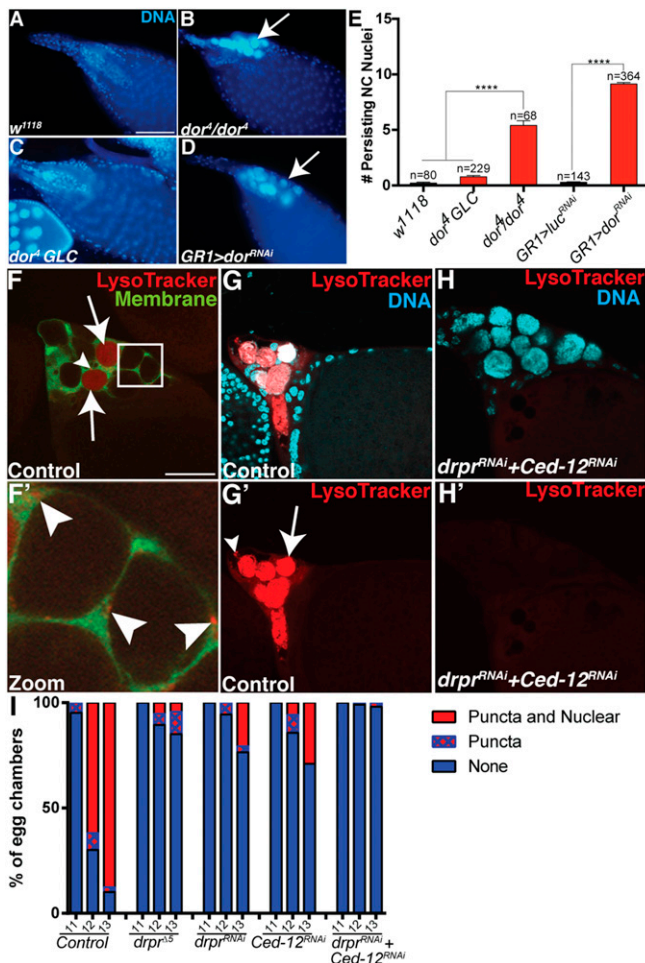 A
DNA
w1118
B
dor4/dor4
C
dor4 GLC
D
GR1>dorRNAi
E
# Persisting NC Nuclei
10
5
0
n=80
n=229
n=68
n=143
n=364
****
****
w1118
dor4 GLC
dor4/dor4
GR1>lucRNAi
GR1>dorRNAi
F
LysoTracker
Membrane
Control
G
LysoTracker
DNA
H
LysoTracker
DNA
drprRNAi+Ced-12RNAi
F'
Zoom
G'
LysoTracker
Control
H'
LysoTracker
drprRNAi+Ced-12RNAi
I
% of egg chambers
100
50
0
11 12 13
Control
11 12 13
drprΔ5
11 12 13
drprRNAi
11 12 13
Ced-12RNAi
11 12 13
drprRNAi+
Ced-12RNAi
Puncta and Nuclear
Puncta
None